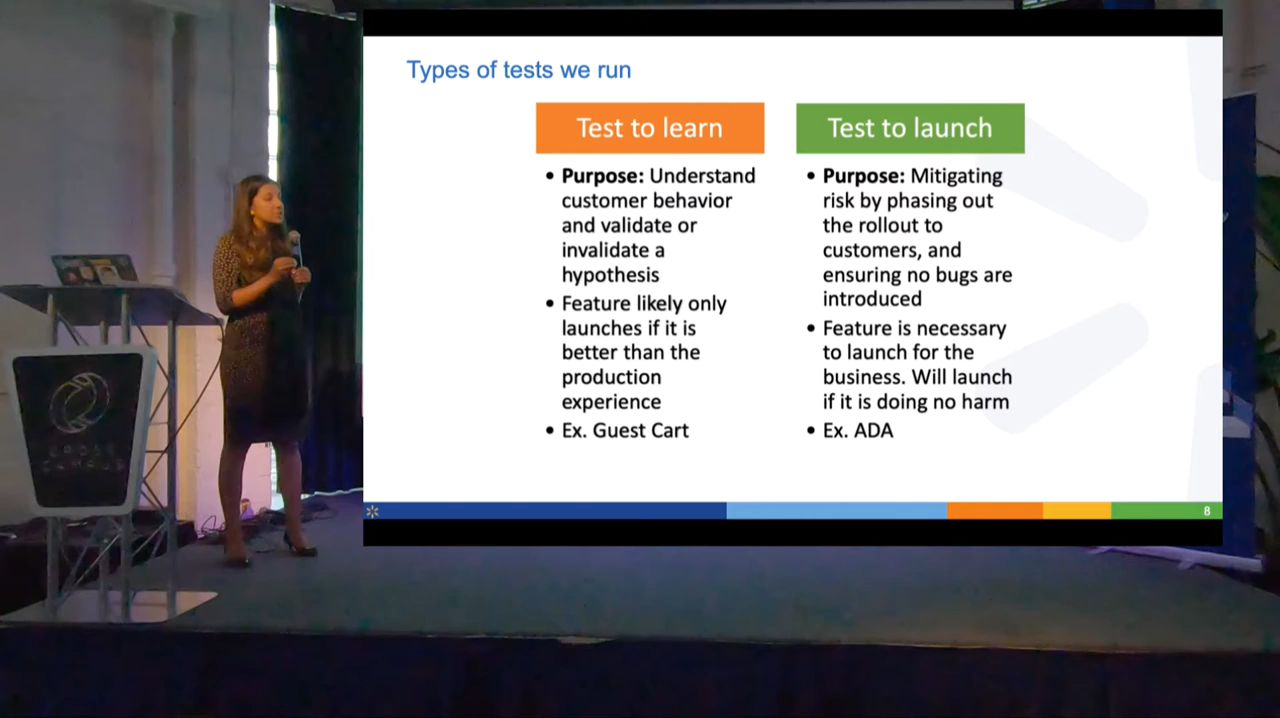 Types of tests we run
Test to learn
• Purpose: Understand
customer behavior
and validate or
invalidate a
hypothesis
• Feature likely only
launches if it is
better than the
production
experience
• Ex. Guest Cart
Test to launch
• Purpose: Mitigating
risk by phasing out
the rollout to
customers, and
ensuring no bugs are
introduced
• Feature is necessary
to launch for the
business. Will launch
if it is doing no harm
• Ex. ADA
8
CROSS
CAMPUS